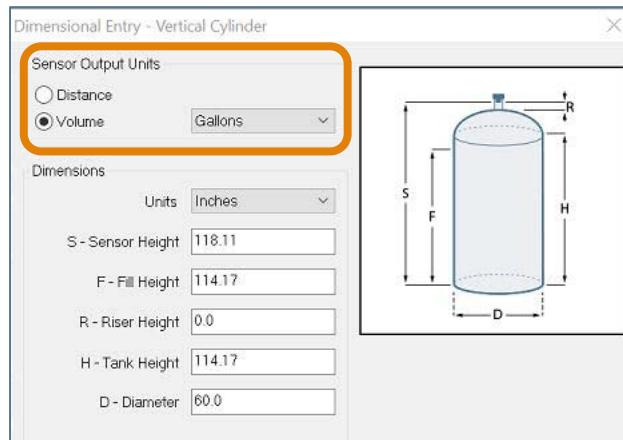 Dimensional Entry - Vertical Cylinder
Sensor Output Units
Distance
Volume Gallons
Dimensions
Units Inches
S - Sensor Height 118.11
F - Fill Height 114.17
R - Riser Height 0.0
H - Tank Height 114.17
D - Diameter 60.0
R
S
F
H
D